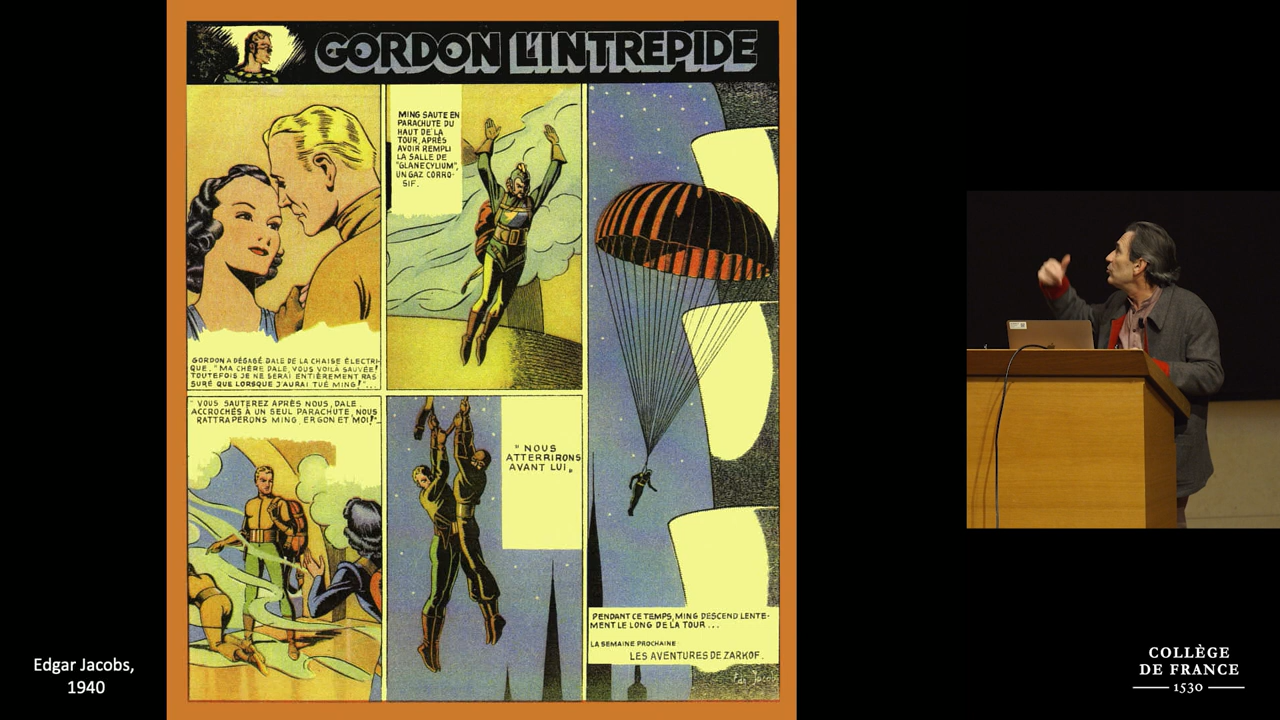 GORDON L'INTREPIDE
GORDON A DÉGAGÉ DALE DE LA CHAISE ÉLECTRI-
QUE. "MA CHÈRE DALE, VOUS VOILÀ SAUVÉE!
TOUTEFOIS JE NE SERAI ENTIÈREMENT RAS
SURÉ QUE LORSQUE J'AURAI TUÉ MING!"...
MING SAUTE EN
PARACHUTE DU
HAUT DE LA
TOUR, APRÈS
AVOIR REMPLI
LA SALLE DE
"GLANECYLIUM",
UN GAZ CORRO-
SIF.
"VOUS SAUTEREZ APRÈS NOUS, DALE.
ACCROCHÉS À UN SEUL PARACHUTE, NOUS
RATTRAPERONS MING, ERGON ET MOI!"...
"NOUS
ATTERRIRONS
AVANT LUI"
PENDANT CE TEMPS, MING DESCEND LENTE-
MENT LE LONG DE LA TOUR...
LA SEMAINE PROCHAINE
LES AVENTURES DE ZARKOF.
Edg. Jacobs
Edgar Jacobs,
1940
COLLÈGE
DE FRANCE
1530